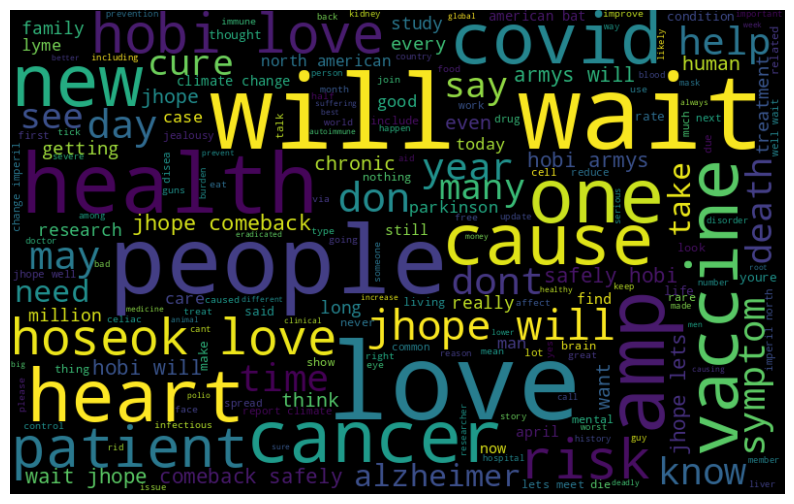 prevention
immune
back
kidney
global
improve
important
family
hobi love
thought
study
american bat
way
week
lyme
cure
every
covid
help
condition
related
including
north american
likely
new
better
climate change
person
join
food
armys will
say
human
blood
mask
jhope
month
suffering
good
country
work
use
always
treatment
see
day
case
will wait
half
best
world
include
happen
even
drug
rate
much
next
first
tick
jealousy
talk
autoimmune
today
due
well wait
getting
severe
disea
prevent
aid
hobi armys
cell
reduce
health
guns
burden
chronic
year
many
one
take
death
change imperil
among
eat
via
nothing
don
parkinson
free
update
serious
vaccine
disorder
research
jhope comeback
still
cause
look
doctor
eradicated
type
going
someone
money
may
people
jhope well
bad
care
caused
different
dont
safely hobi
life
youre
need
increase
healthy
keep
number
root
million
medicine
celiac
treat
said
long
living
really
affect
find
rare
made
hoseok love
animal
cant
clinical
never
jhope will
lower
brain
men
imperil north
hobi will
make
common
man
amp
symptom
thing
show
right
reason
mean
lot
great
causing
big
heart
time
eye
love
want
jhope lets
please
polio
face
spread
report climate
think
call
worst
control
infectious
researcher
story
april
mental
history
guy
member
patient
rid
cancer
sure
hospital
now
risk
know
wait jhope
comeback safely
alzheimer
lets meet
die
deadly
liver
issue